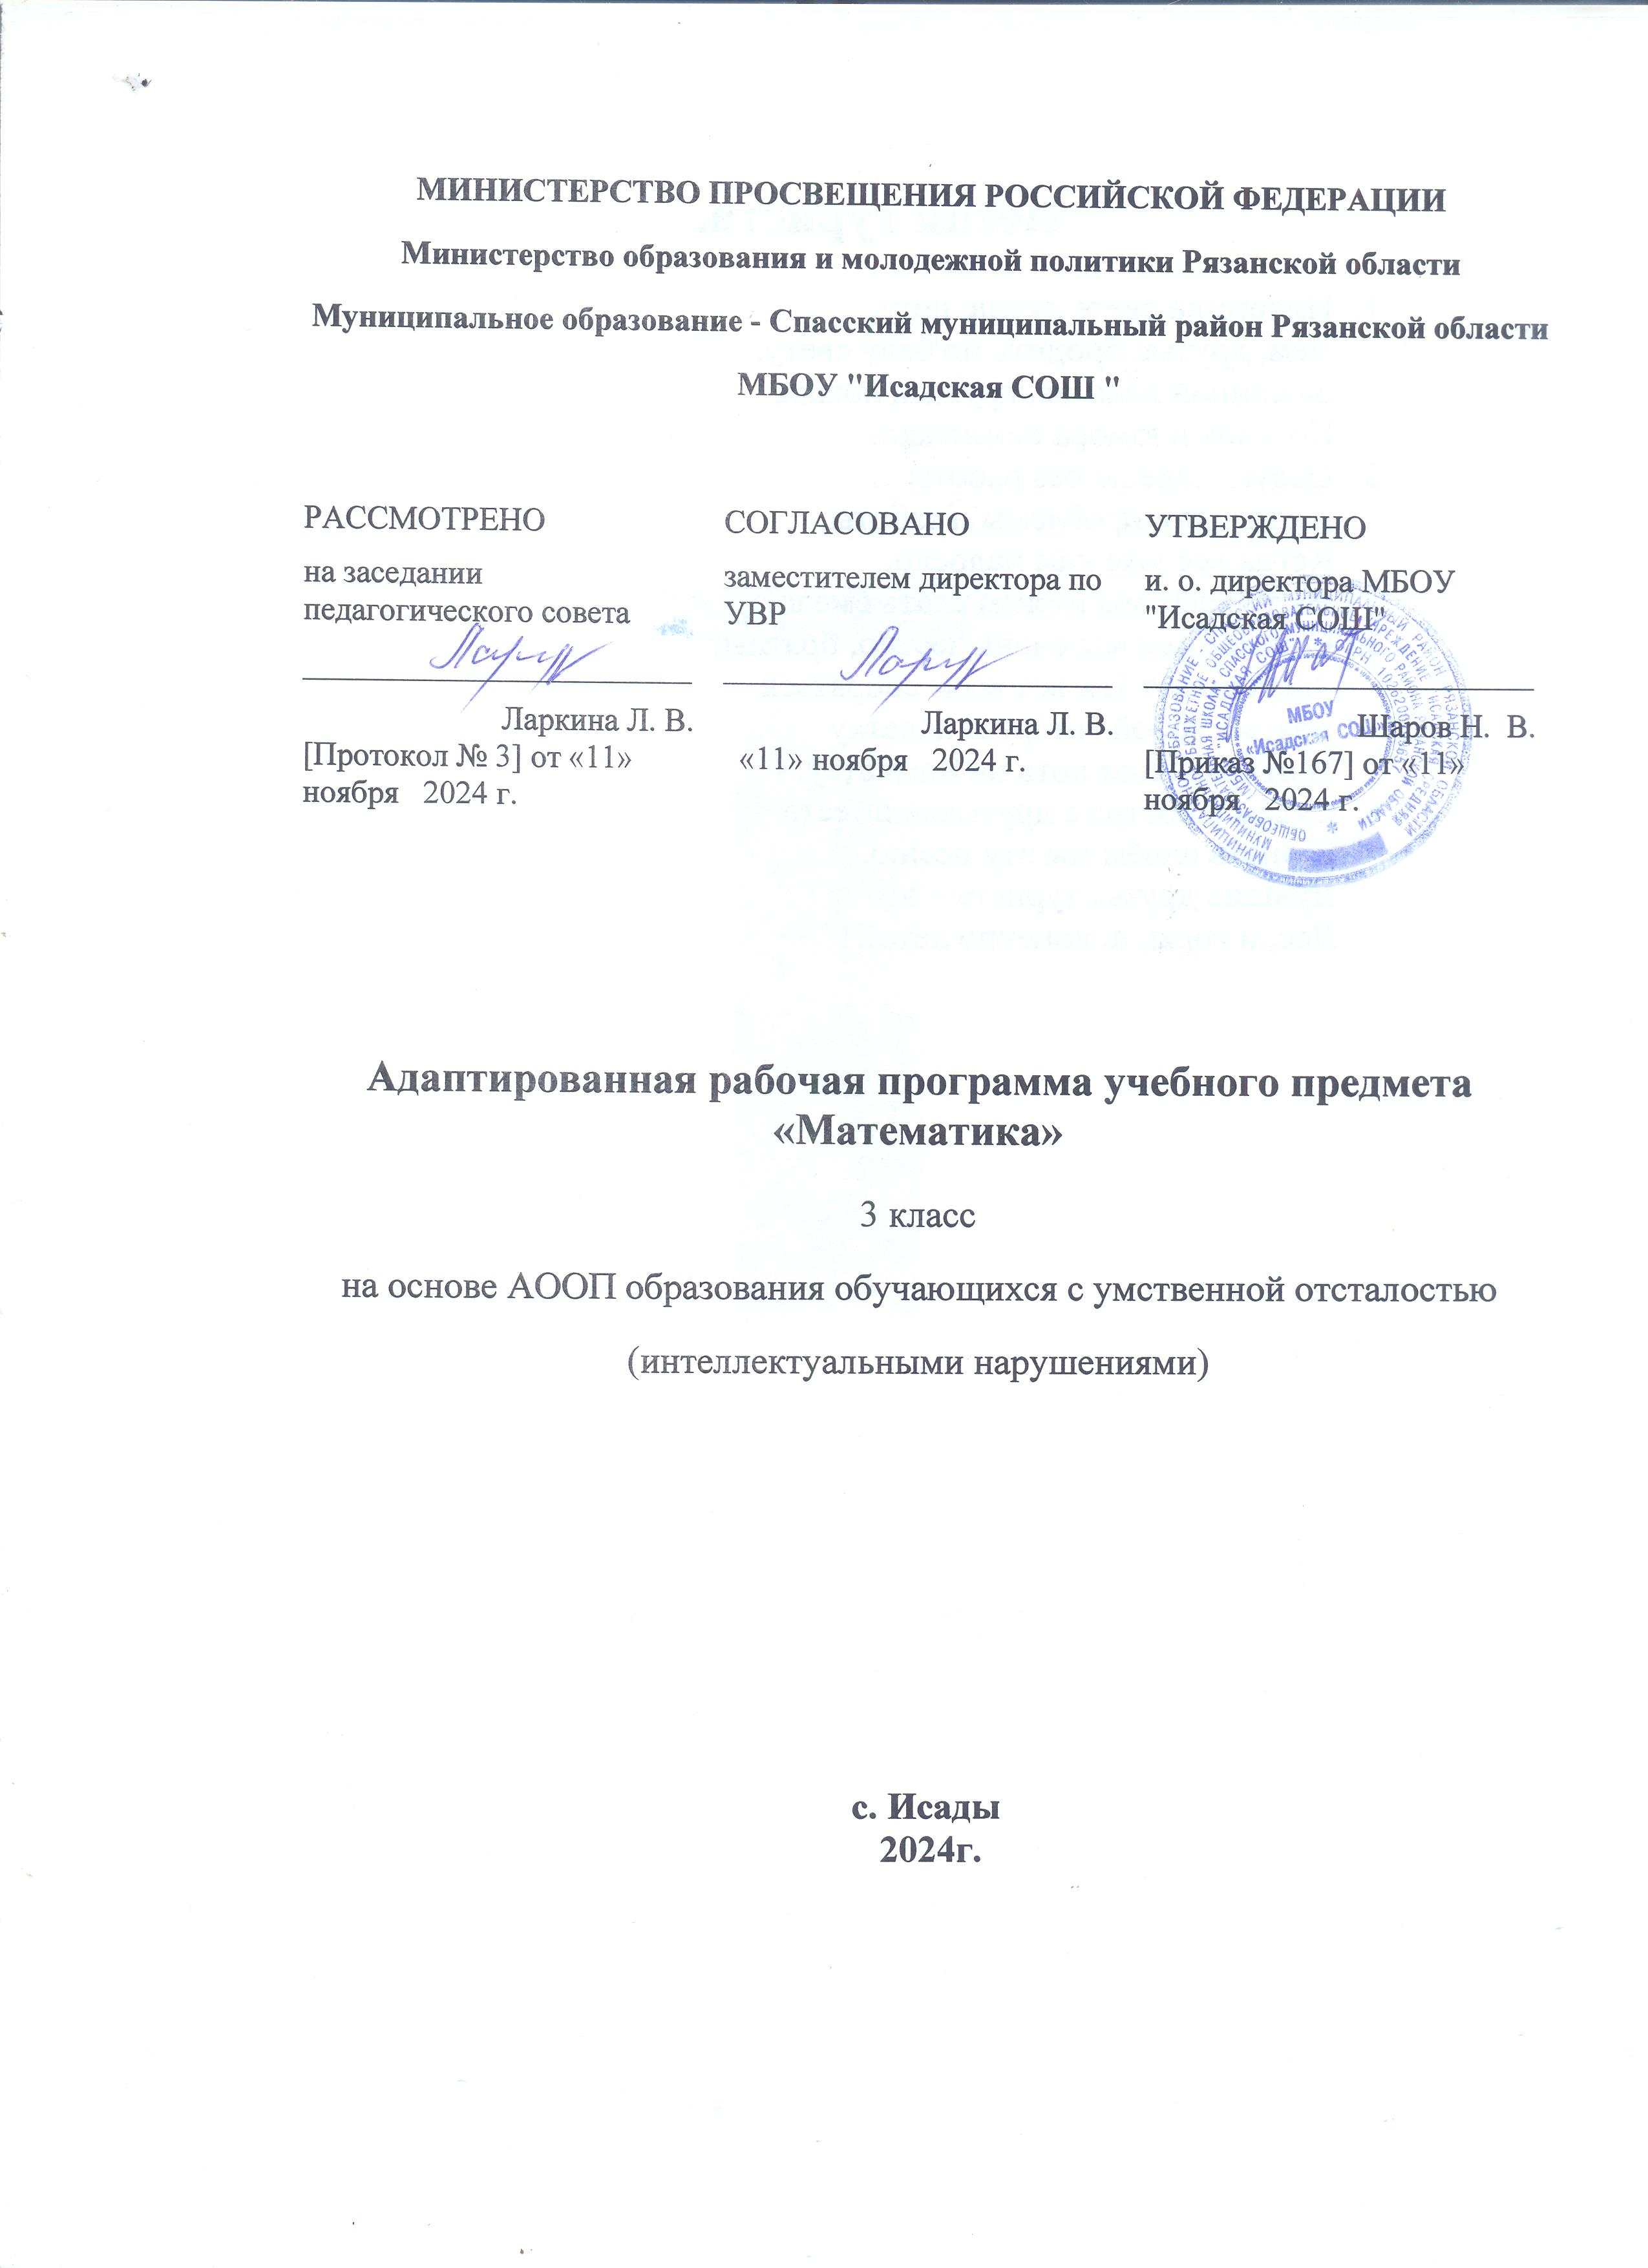 МИНИСТЕРСТВО ПРОСВЕЩЕНИЯ РОССИЙСКОЙ ФЕДЕРАЦИИ
Министерство образования и молодежной политики Рязанской области
Муниципальное образование - Спасский муниципальный район Рязанской области
МБОУ "Исадская СОШ "
РАССМОТРЕНО
на заседании
педагогического совета
Ларкина Л. В.
[Протокол № 3] от «11»
ноября 2024 г.
СОГЛАСОВАНО
заместителем директора по
УВР
Ларкина Л. В.
«11» ноября 2024 г.
УТВЕРЖДЕНО
и. о. директора МБОУ
"Исадская СОШ"
Шаров Н. В.
[Приказ №167] от «11»
ноября 2024 г.
МБОУ
«Исадская СОШ»
Адаптированная рабочая программа учебного предмета
«Математика»
3 класс
на основе АООП образования обучающихся с умственной отсталостью
(интеллектуальными нарушениями)
с. Исады
2024г.